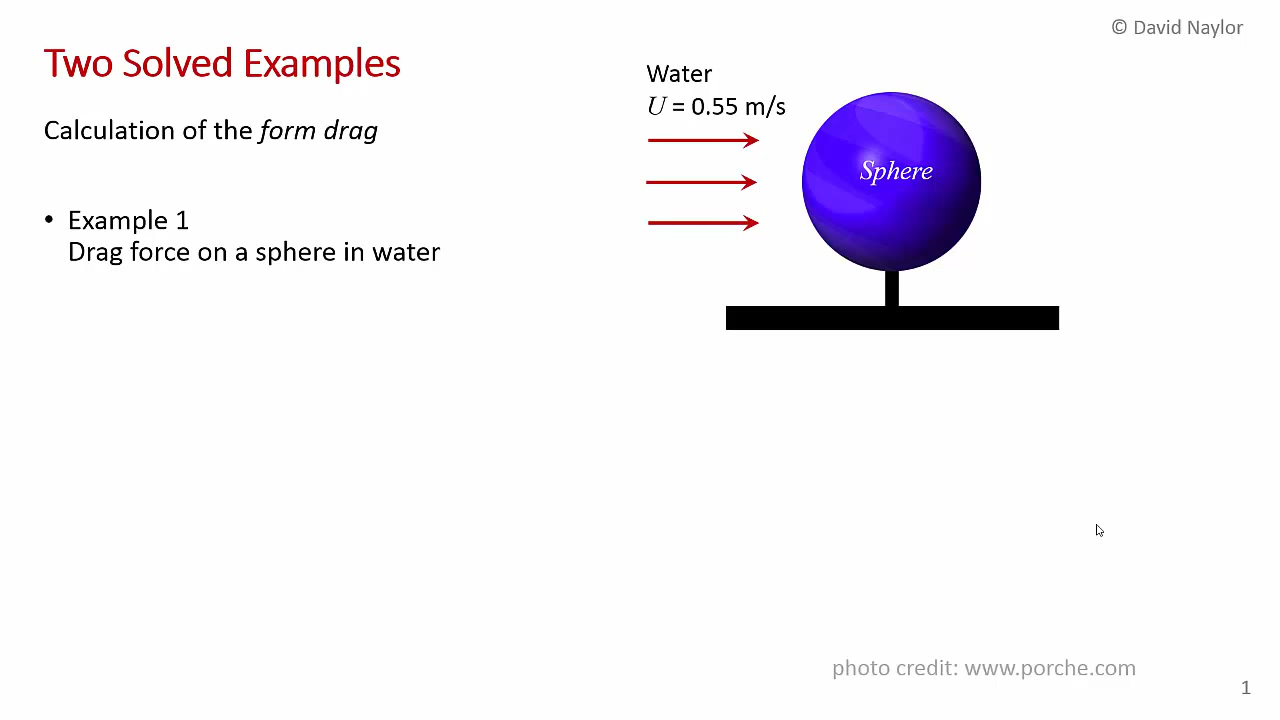 © David Naylor
Two Solved Examples
Calculation of the form drag
• Example 1
Drag force on a sphere in water
Water
U = 0.55 m/s
Sphere
photo credit: www.porche.com
1